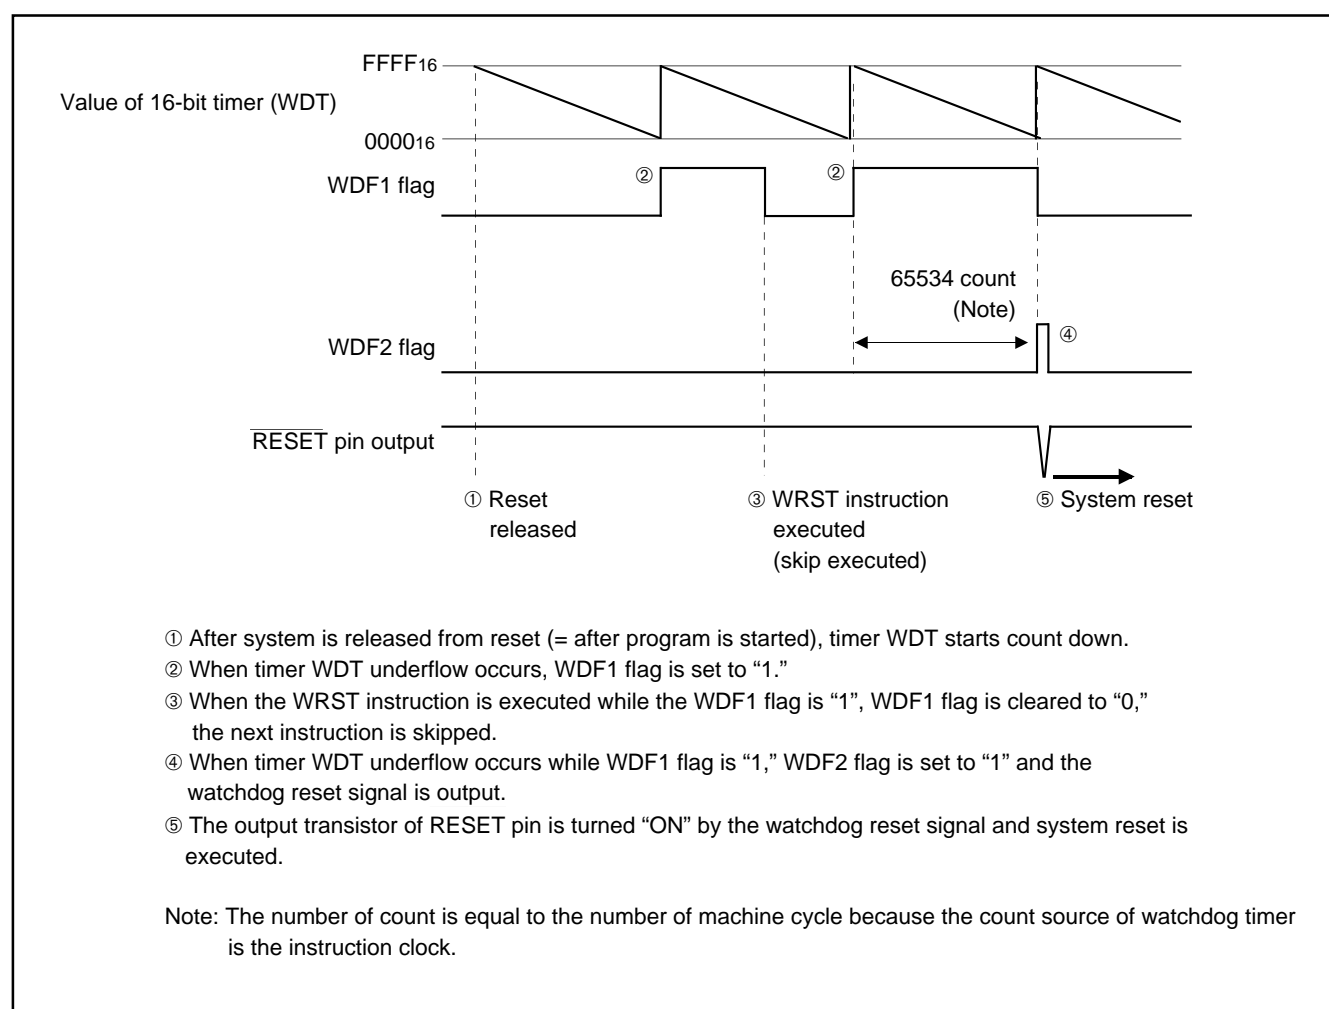 FFFF16
Value of 16-bit timer (WDT)
000016
WDF1 flag
②
②
65534 count
(Note)
WDF2 flag
④
RESET pin output
① Reset
released
③ WRST instruction
executed
(skip executed)
⑤ System reset
① After system is released from reset (= after program is started), timer WDT starts count down.
② When timer WDT underflow occurs, WDF1 flag is set to “1.”
③ When the WRST instruction is executed while the WDF1 flag is “1”, WDF1 flag is cleared to “0,”
the next instruction is skipped.
④ When timer WDT underflow occurs while WDF1 flag is “1,” WDF2 flag is set to “1” and the
watchdog reset signal is output.
⑤ The output transistor of RESET pin is turned “ON” by the watchdog reset signal and system reset is
executed.
Note: The number of count is equal to the number of machine cycle because the count source of watchdog timer
is the instruction clock.